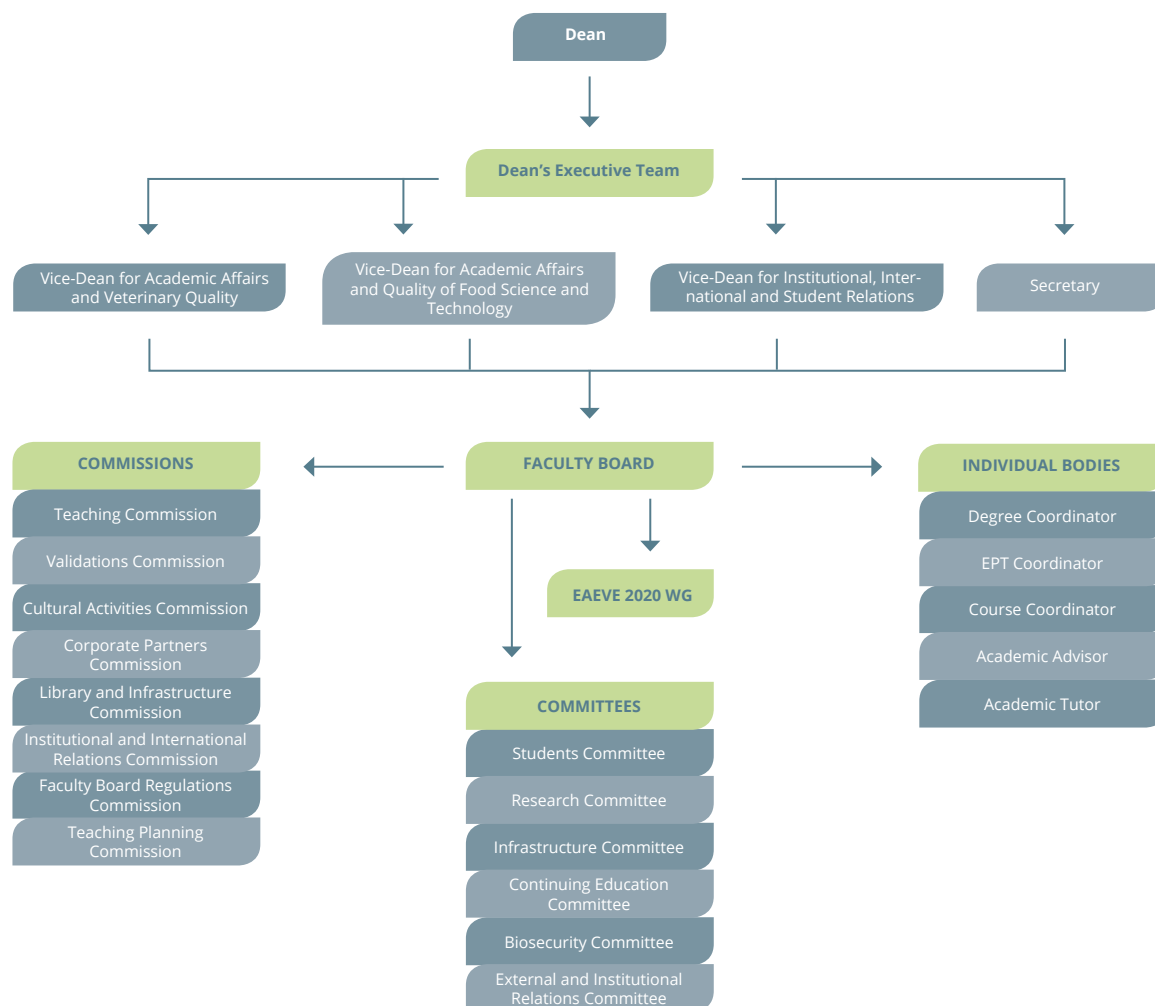 Dean
Dean’s Executive Team
Vice-Dean for Academic Affairs
and Veterinary Quality
Vice-Dean for Academic Affairs
and Quality of Food Science and
Technology
Vice-Dean for Institutional, Inter-
national and Student Relations
Secretary
COMMISSIONS
Teaching Commission
Validations Commission
Cultural Activities Commission
Corporate Partners
Commission
Library and Infrastructure
Commission
Institutional and International
Relations Commission
Faculty Board Regulations
Commission
Teaching Planning
Commission
FACULTY BOARD
EAEVE 2020 WG
COMMITTEES
Students Committee
Research Committee
Infrastructure Committee
Continuing Education
Committee
Biosecurity Committee
External and Institutional
Relations Committee
INDIVIDUAL BODIES
Degree Coordinator
EPT Coordinator
Course Coordinator
Academic Advisor
Academic Tutor